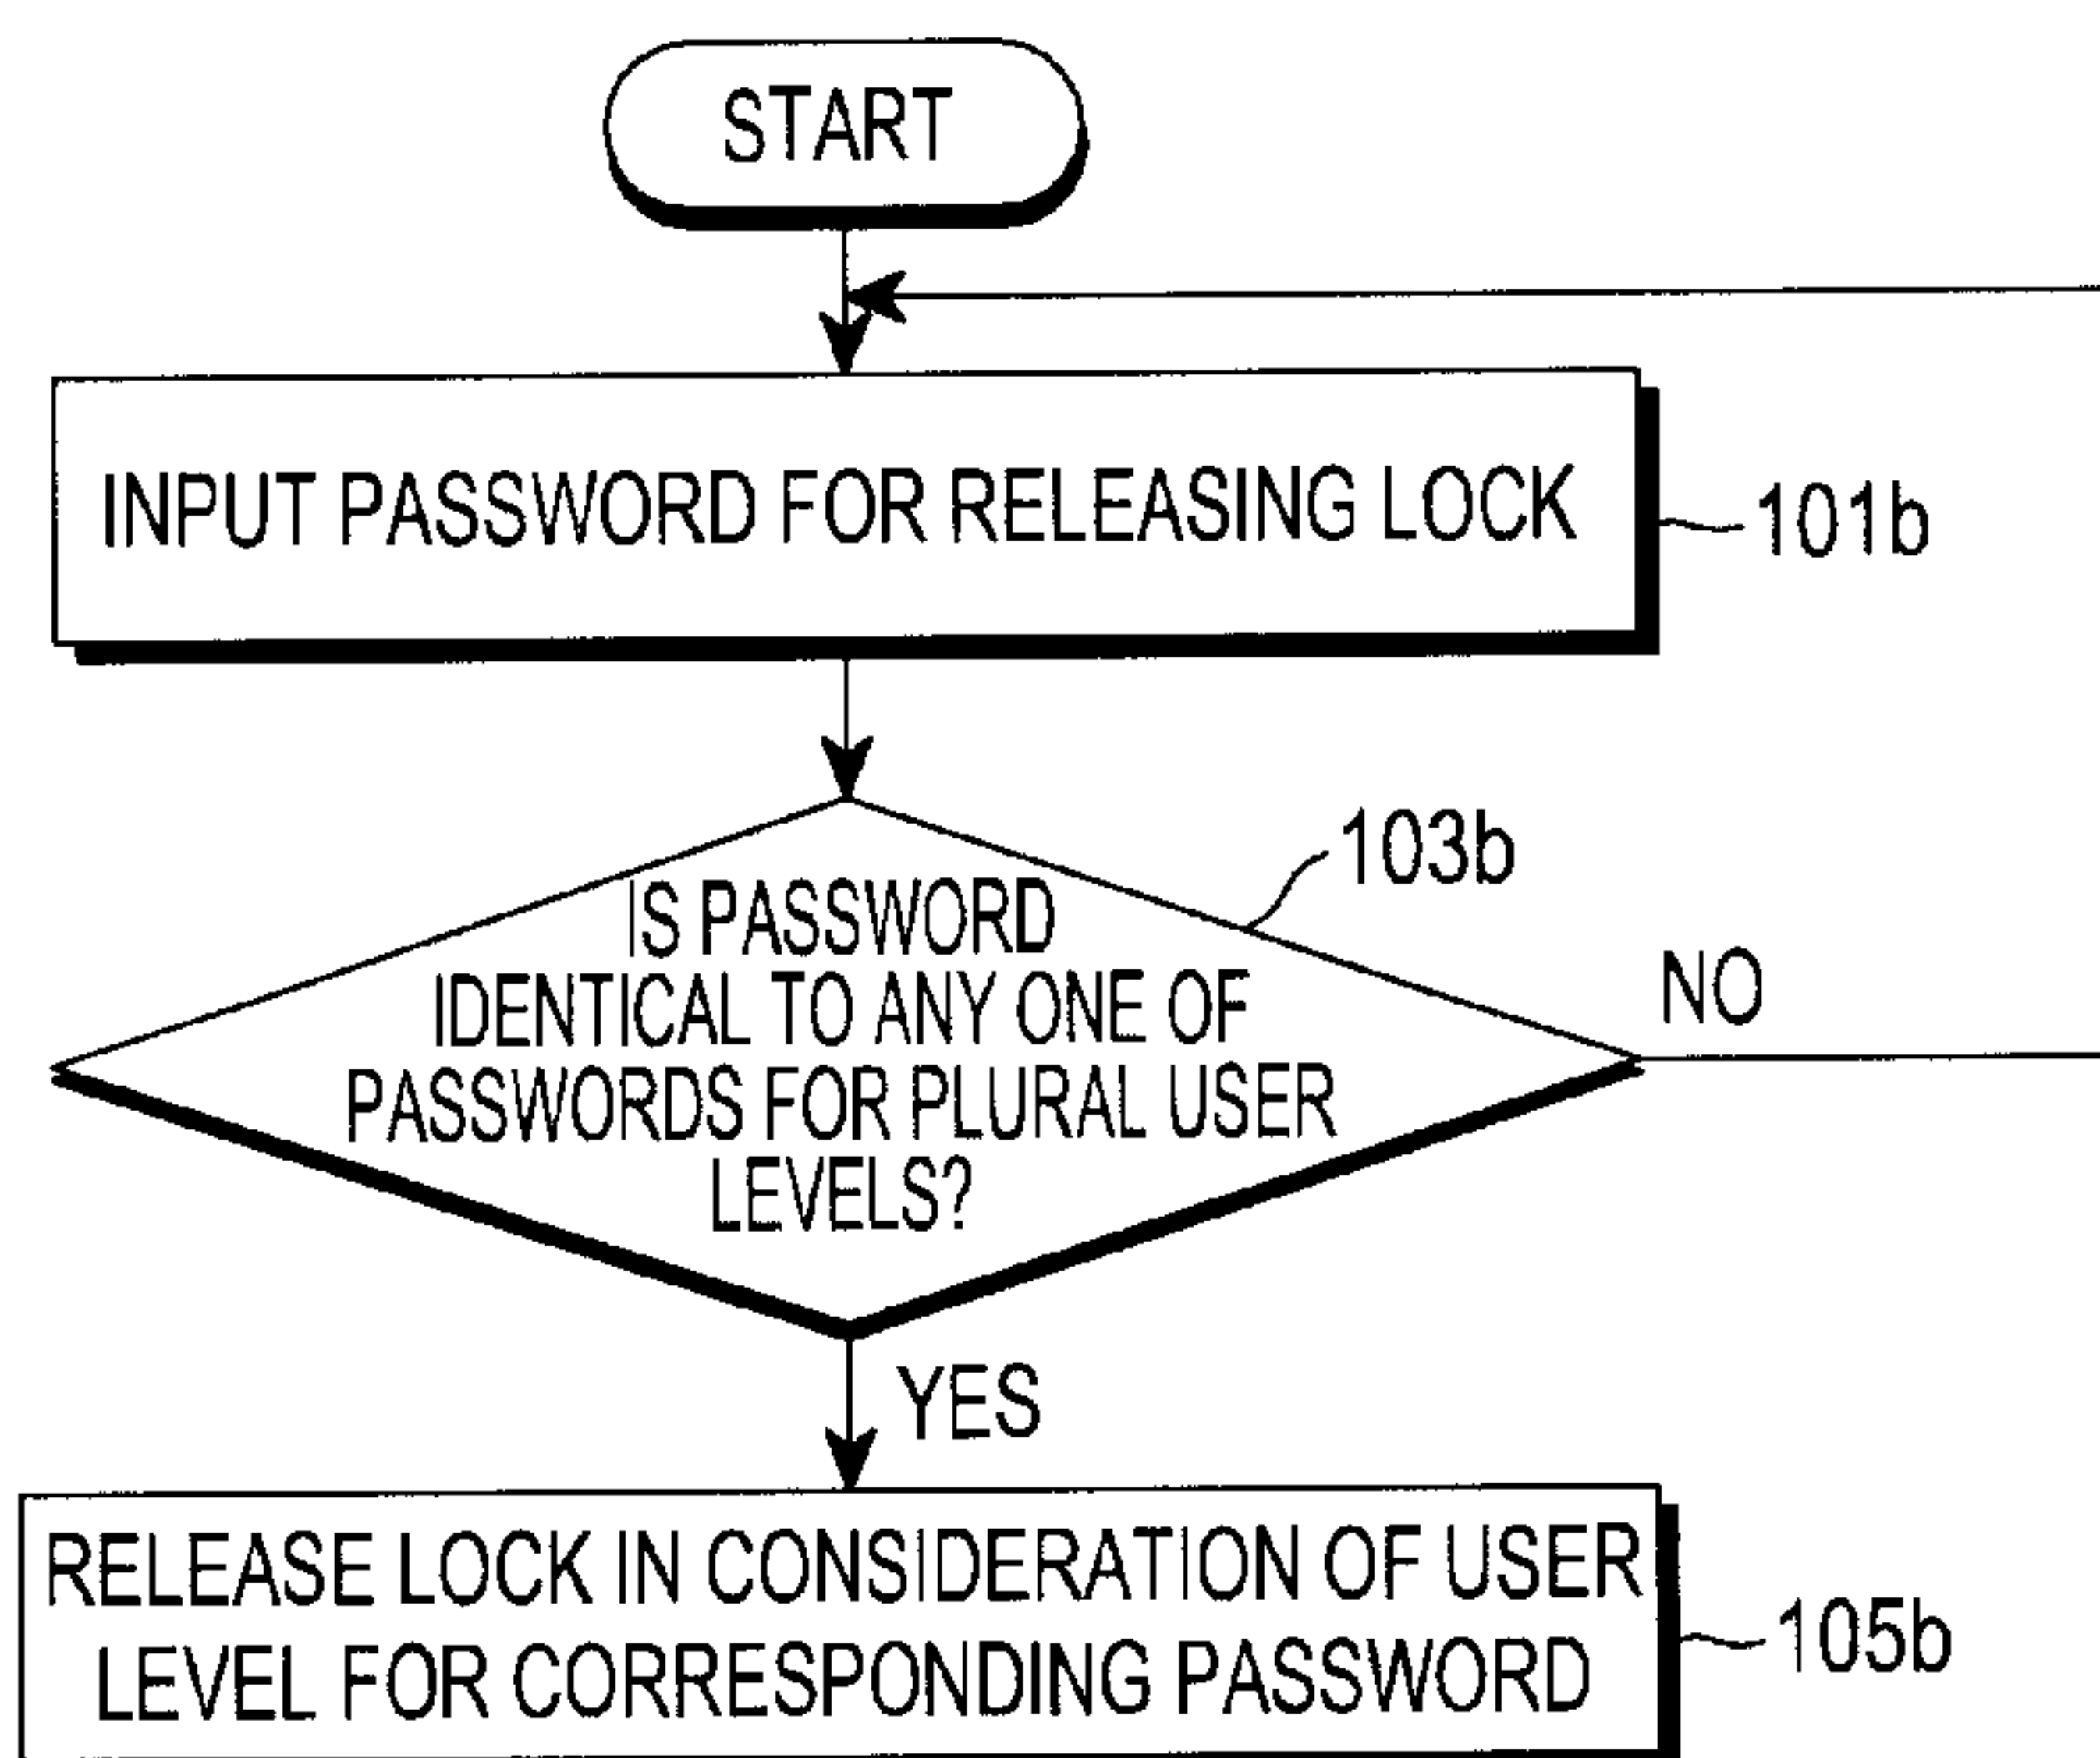 START
INPUT PASSWORD FOR RELEASING LOCK
101b
103b
IS PASSWORD
IDENTICAL TO ANY ONE OF
PASSWORDS FOR PLURAL USER
LEVELS?
NO
YES
RELEASE LOCK IN CONSIDERATION OF USER
LEVEL FOR CORRESPONDING PASSWORD
105b